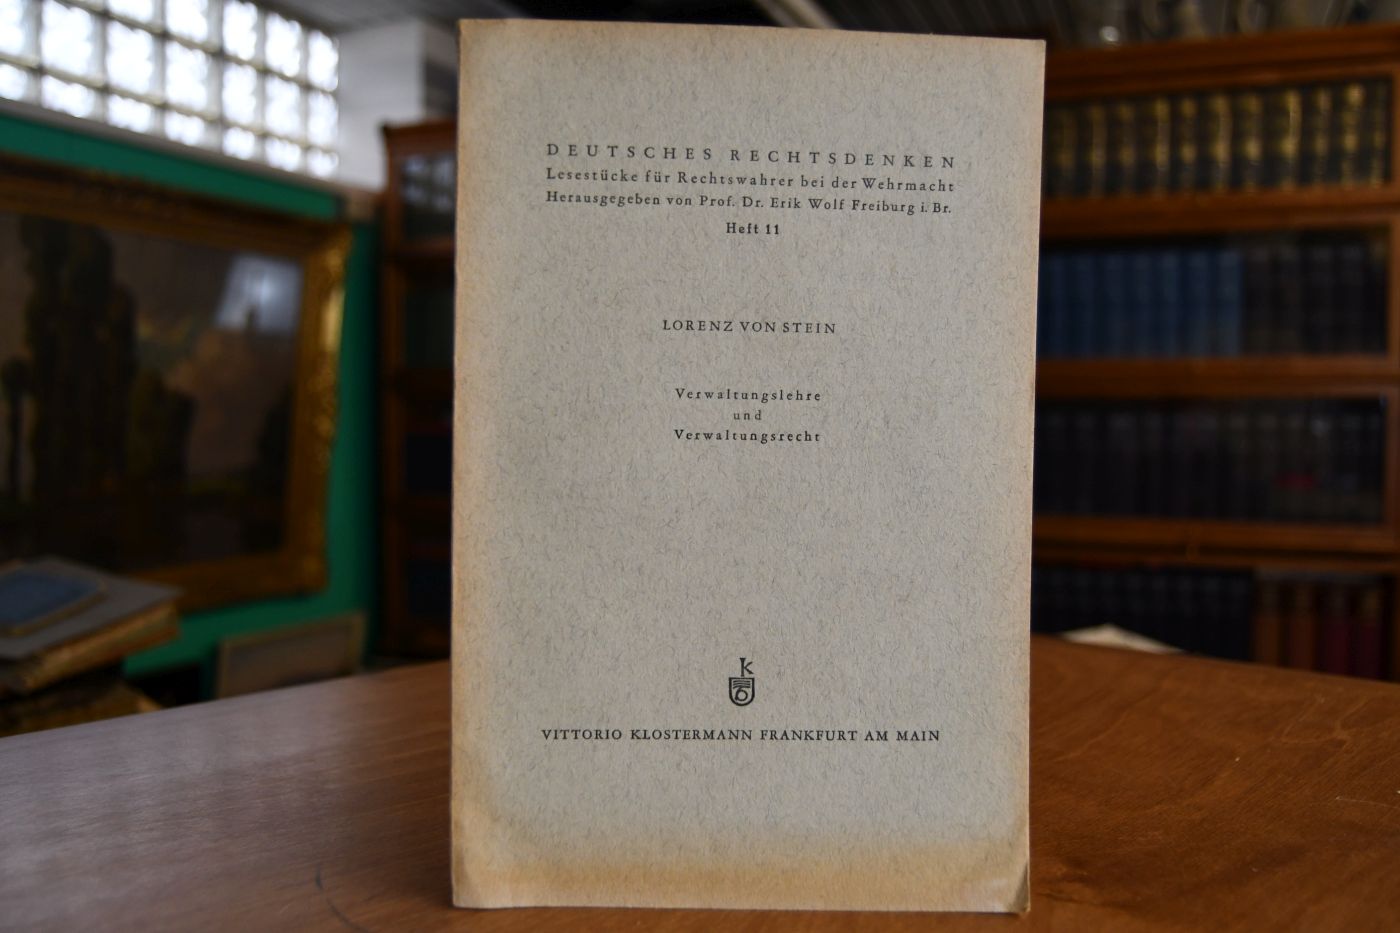 DEUTSCHES RECHTSDENKEN
Lesestücke für Rechtswahrer bei der Wehrmacht
Herausgegeben von Prof. Dr. Erik Wolf Freiburg i. Br.
Heft 11
LORENZ VON STEIN
Verwaltungslehre
und
Verwaltungsrecht
K
VITTORIO KLOSTERMANN FRANKFURT AM MAIN